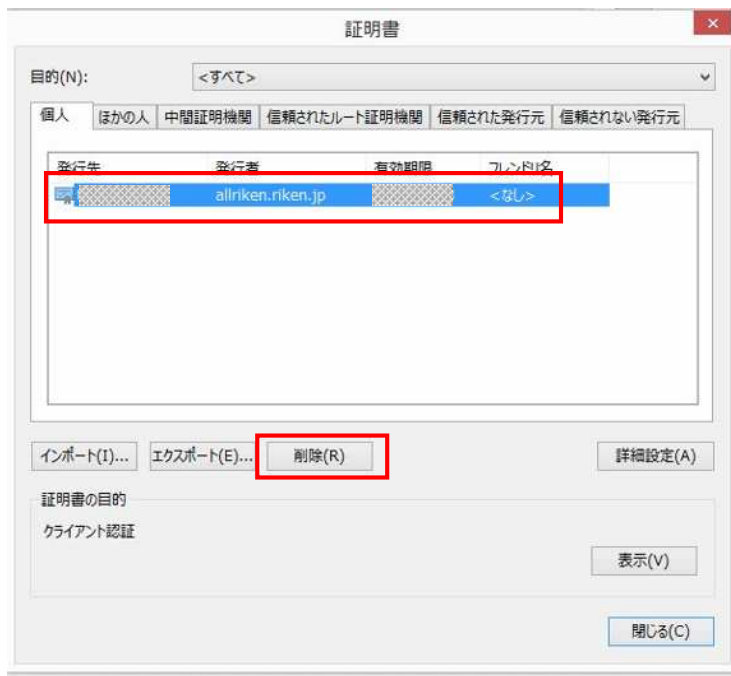 証明書
目的(N):
<すべて>
個人 ほかの人 中間証明機関 信頼されたルート証明機関 信頼された発行元 信頼されない発行元
発行先 発行者 有効期限 フレンドリ名
allriken.riken.jp <なし>
インポート(I)... エクスポート(E)... 削除(R) 詳細設定(A)
証明書の目的
クライアント認証
表示(V)
閉じる(C)